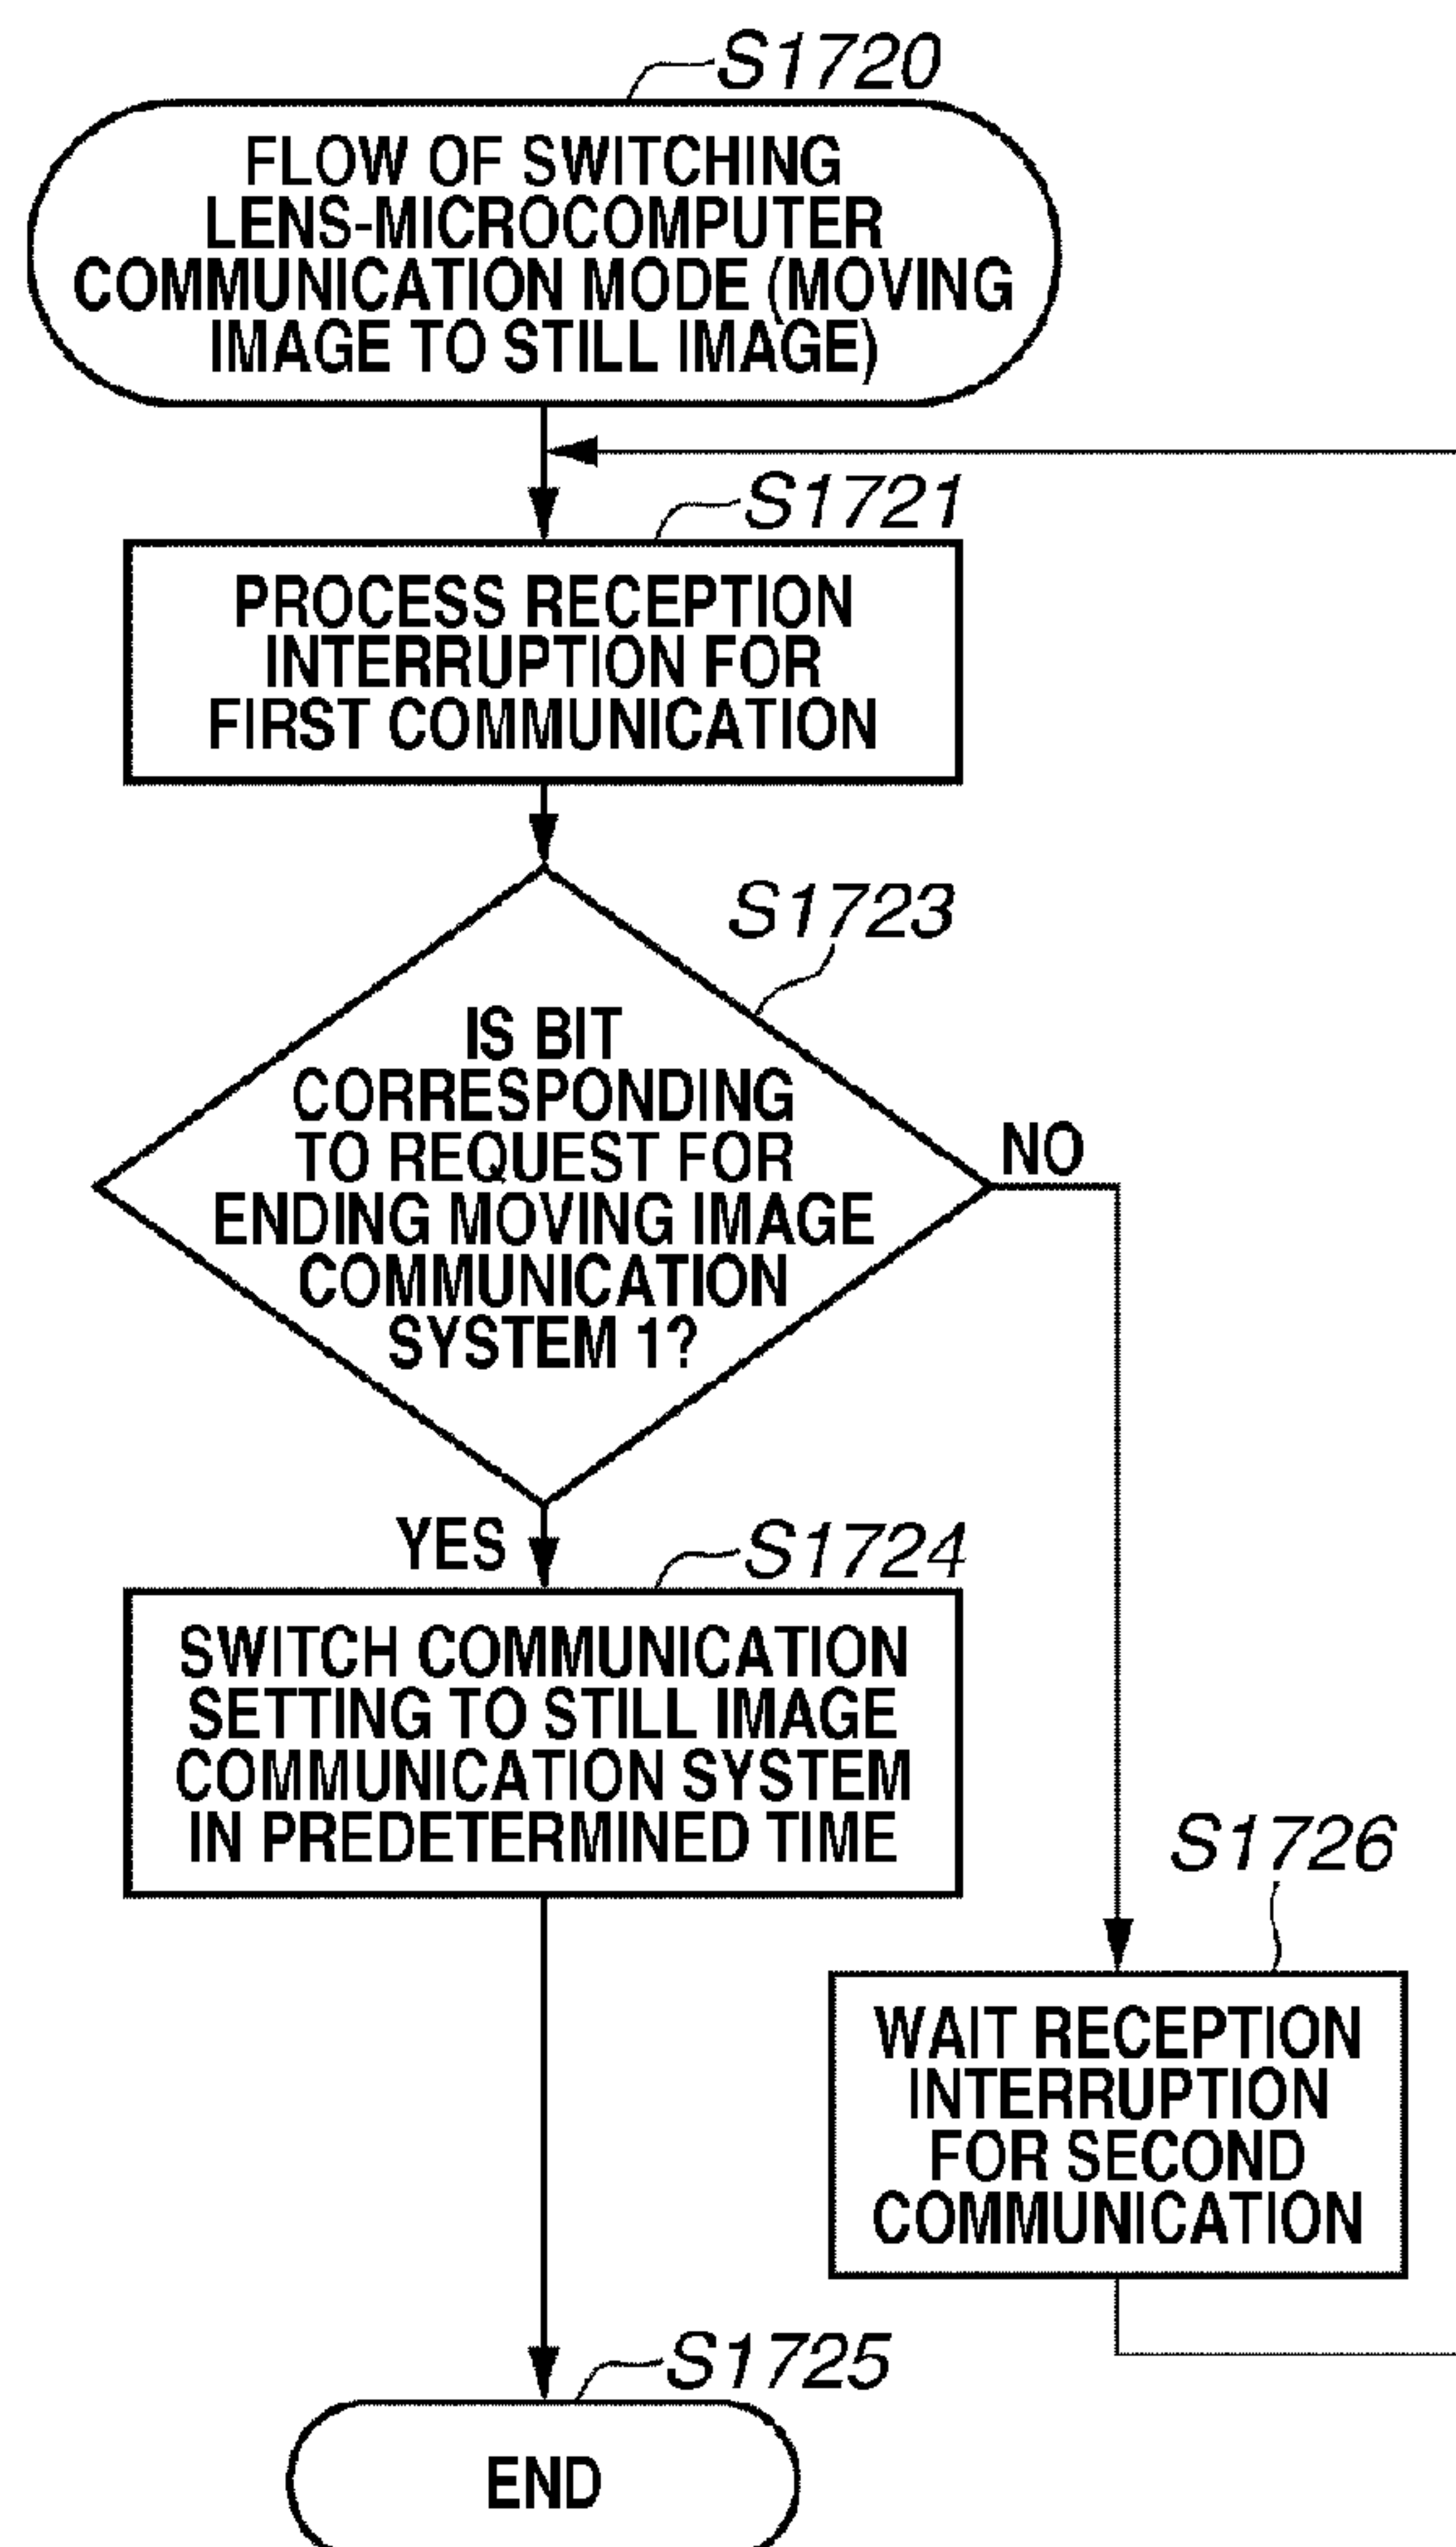 S1720
FLOW OF SWITCHING
LENS-MICROCOMPUTER
COMMUNICATION MODE (MOVING
IMAGE TO STILL IMAGE)
S1721
PROCESS RECEPTION
INTERRUPTION FOR
FIRST COMMUNICATION
S1723
IS BIT
CORRESPONDING
TO REQUEST FOR
ENDING MOVING IMAGE
COMMUNICATION
SYSTEM 1?
NO
YES
S1724
SWITCH COMMUNICATION
SETTING TO STILL IMAGE
COMMUNICATION SYSTEM
IN PREDETERMINED TIME
S1726
WAIT RECEPTION
INTERRUPTION
FOR SECOND
COMMUNICATION
S1725
END